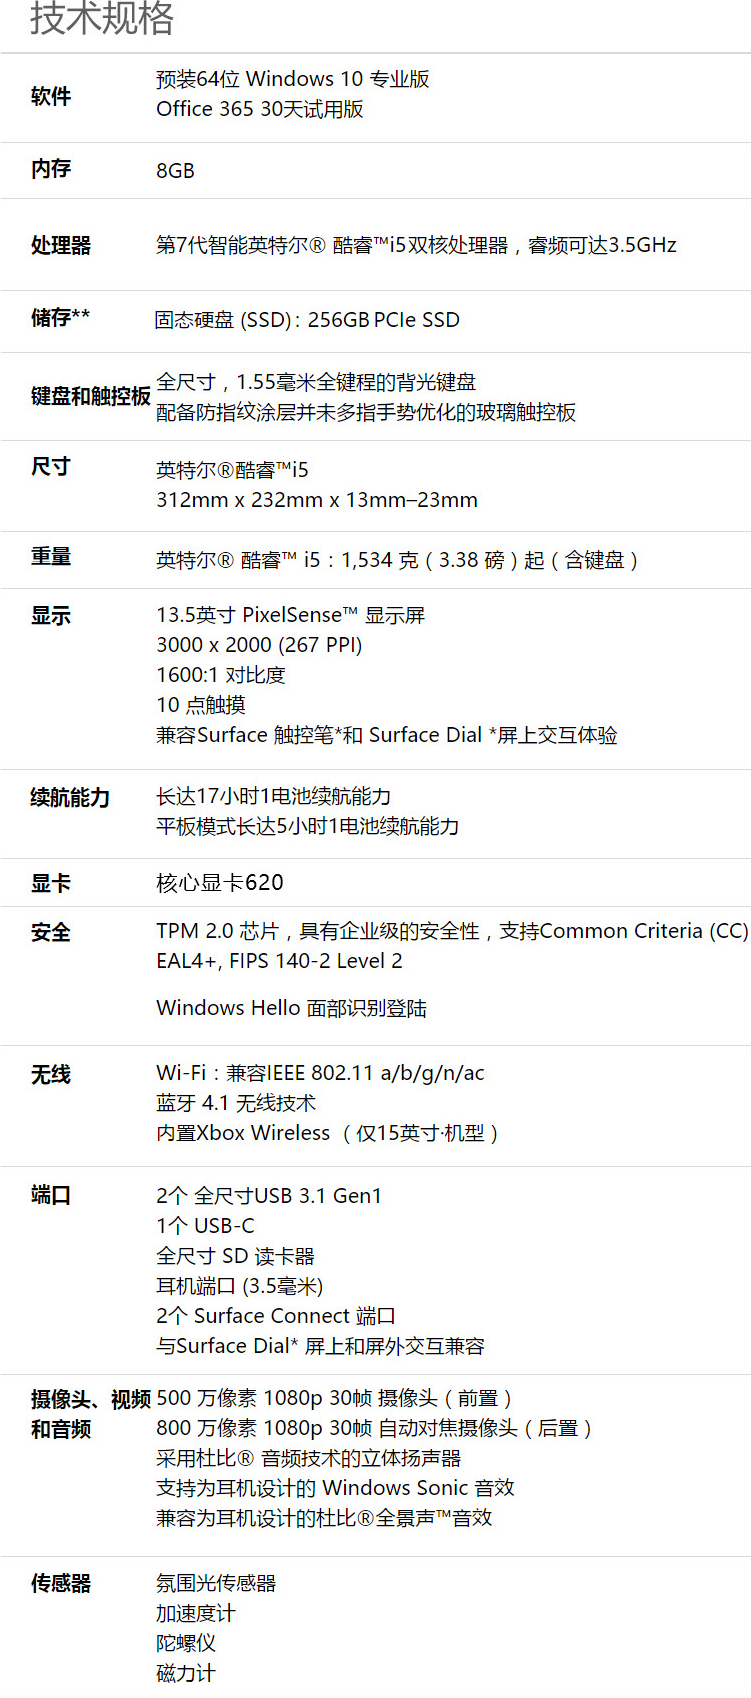 技术规格
软件
预装64位 Windows 10 专业版
Office 365 30天试用版
内存
8GB
处理器
第7代智能英特尔® 酷睿™i5双核处理器，睿频可达3.5GHz
储存**
固态硬盘 (SSD)：256GB PCIe SSD
键盘和触控板
全尺寸，1.55毫米全键程的背光键盘
配备防指纹涂层并未多指手势优化的玻璃触控板
尺寸
英特尔®酷睿™i5
312mm x 232mm x 13mm–23mm
重量
英特尔® 酷睿™ i5：1,534 克（3.38 磅）起（含键盘）
显示
13.5英寸 PixelSense™ 显示屏
3000 x 2000 (267 PPI)
1600:1 对比度
10 点触摸
兼容Surface 触控笔*和 Surface Dial *屏上交互体验
续航能力
长达17小时1电池续航能力
平板模式长达5小时1电池续航能力
显卡
核心显卡620
安全
TPM 2.0 芯片，具有企业级的安全性，支持Common Criteria (CC)
EAL4+, FIPS 140-2 Level 2
Windows Hello 面部识别登陆
无线
Wi-Fi：兼容IEEE 802.11 a/b/g/n/ac
蓝牙 4.1 无线技术
内置Xbox Wireless （仅15英寸·机型）
端口
2个 全尺寸USB 3.1 Gen1
1个 USB-C
全尺寸 SD 读卡器
耳机端口 (3.5毫米)
2个 Surface Connect 端口
与Surface Dial* 屏上和屏外交互兼容
摄像头、视频
和音频
500 万像素 1080p 30帧 摄像头（前置）
800 万像素 1080p 30帧 自动对焦摄像头（后置）
采用杜比® 音频技术的立体扬声器
支持为耳机设计的 Windows Sonic 音效
兼容为耳机设计的杜比®全景声™音效
传感器
氛围光传感器
加速度计
陀螺仪
磁力计